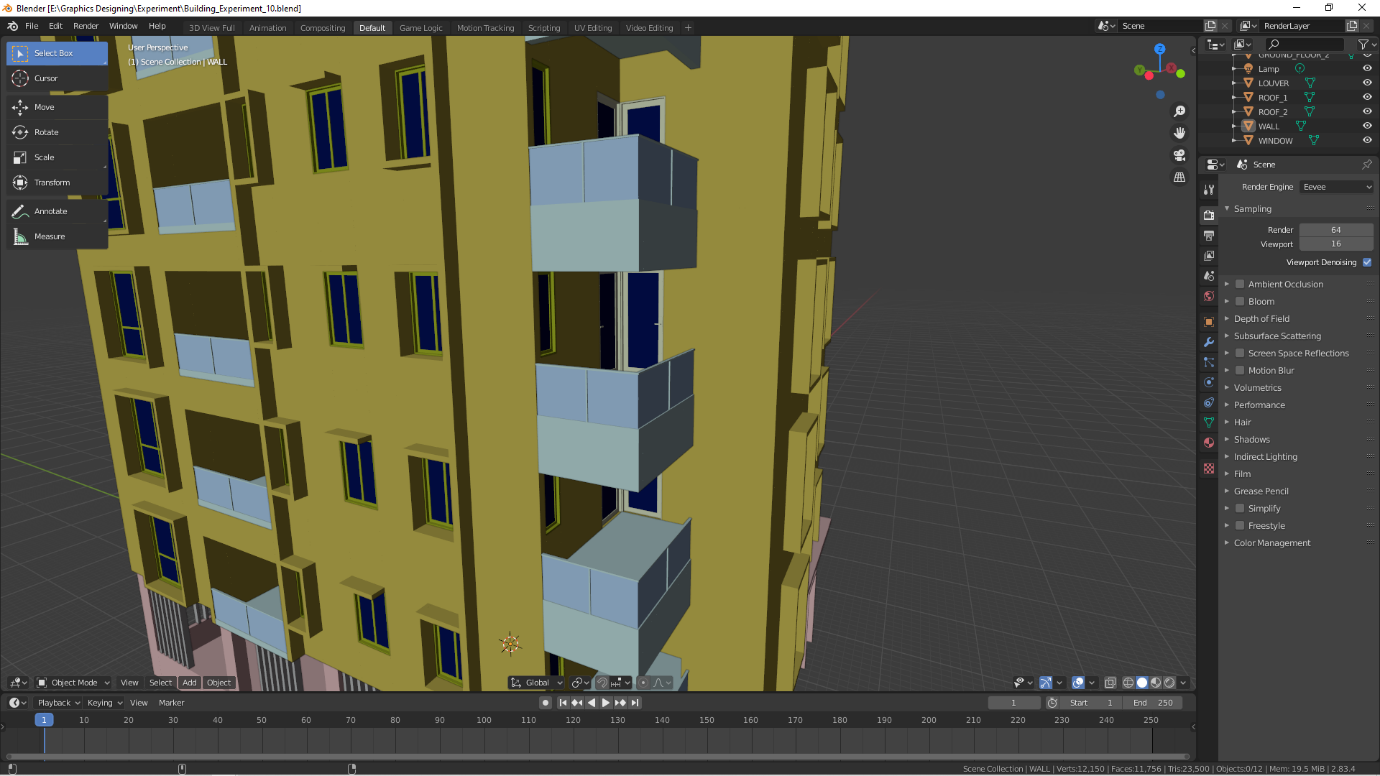 Blender [E:\Graphics Designing\Experiment\Building_Experiment_10.blend]
File Edit Render Window Help
3D View Full Animation Compositing Default Game Logic Motion Tracking Scripting UV Editing Video Editing +
Scene
RenderLayer
Select Box
Cursor
Move
Rotate
Scale
Transform
Annotate
Measure
User Perspective
(1) Scene Collection | WALL
Z
Y
X
GROUND_FLOOR_2
Lamp
LOUVER
ROOF_1
ROOF_2
WALL
WINDOW
Scene
Render Engine Eevee
Sampling
Render 64
Viewport 16
Viewport Denoising
Ambient Occlusion
Bloom
Depth of Field
Subsurface Scattering
Screen Space Reflections
Motion Blur
Volumetrics
Performance
Hair
Shadows
Indirect Lighting
Film
Grease Pencil
Simplify
Freestyle
Color Management
Object Mode View Select Add Object
Global
Playback Keying View Marker
1 Start 1 End 250
1 10 20 30 40 50 60 70 80 90 100 110 120 130 140 150 160 170 180 190 200 210 220 230 240 250
Scene Collection | WALL | Verts:12,150 | Faces:11,756 | Tris:23,500 | Objects:0/12 | Mem: 19.5 MiB | 2.83.4